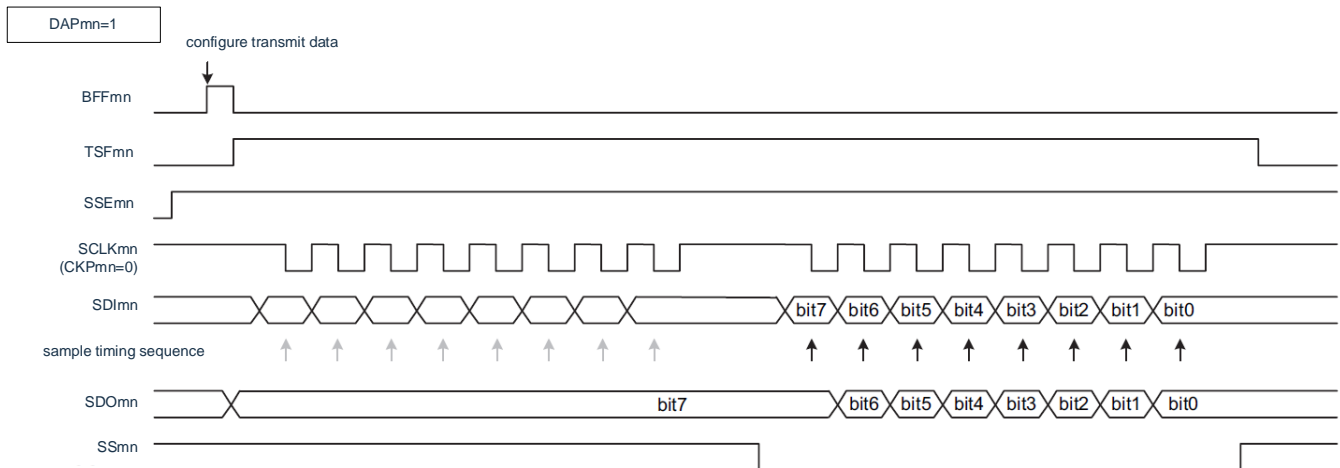 DAPmn=1
configure transmit data
BFFmn
TSFmn
SSEmn
SCLKmn
(CKPmn=0)
SDImn
bit7 bit6 bit5 bit4 bit3 bit2 bit1 bit0
sample timing sequence
SDOmn
bit7 bit6 bit5 bit4 bit3 bit2 bit1 bit0
SSmn